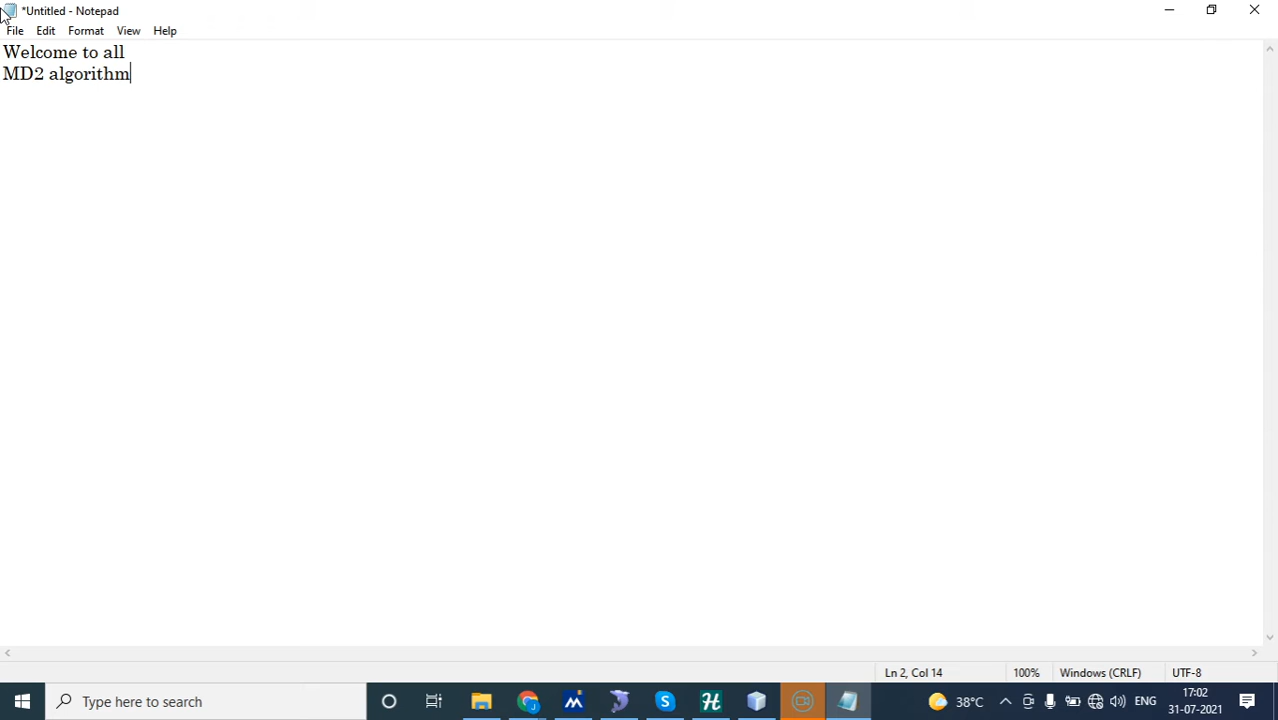 *Untitled - Notepad
File Edit Format View Help
Welcome to all
MD2 algorithm
Ln 2, Col 14 100% Windows (CRLF) UTF-8
Type here to search 38°C ENG 17:02
31-07-2021